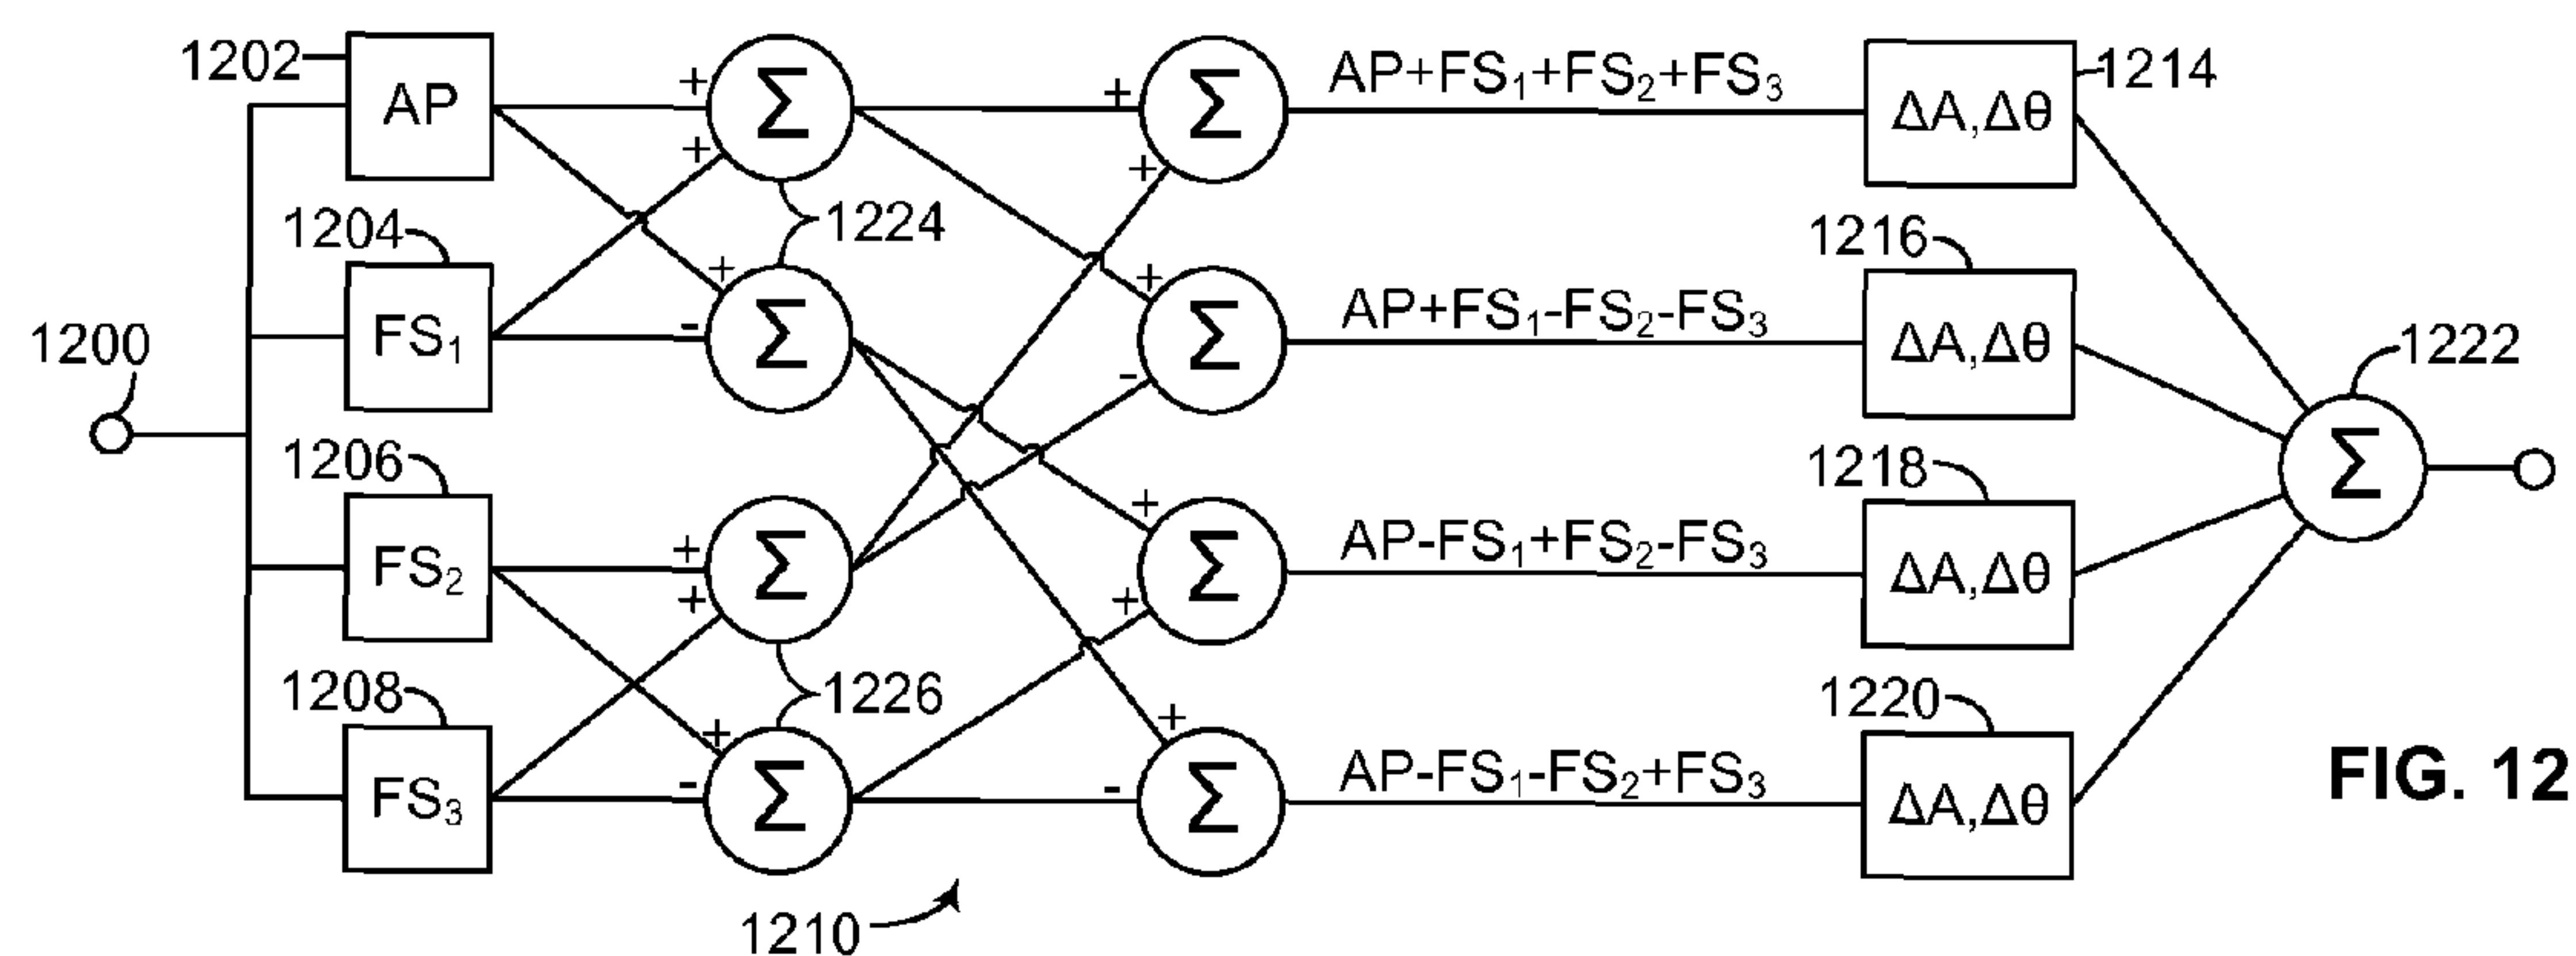 1202
AP
+
Σ
+
Σ
AP+FS₁+FS₂+FS₃
ΔA,Δθ
1214
+
+
1204
1224
1216
FS₁
+
-
Σ
+
-
Σ
AP+FS₁-FS₂-FS₃
ΔA,Δθ
1200
1222
Σ
1206
1218
FS₂
+
+
Σ
+
+
Σ
AP-FS₁+FS₂-FS₃
ΔA,Δθ
1208
1226
1220
FS₃
+
-
Σ
+
-
Σ
AP-FS₁-FS₂+FS₃
ΔA,Δθ
FIG. 12
1210